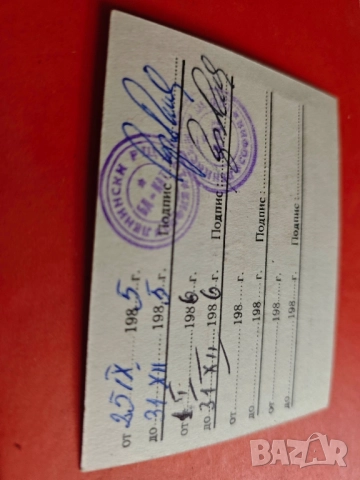 от 25 IX 1985.г.
до 31 XII 1985.г. Подпис
от 1986.г.
до 31 XII 1986.г. Подпис
от 198 г.
до 198 г. Подпис:
от 198 г.
до 198 г. Подпис:
ЛЕНИНСКИ
СОФИЯ
BAZAR
.bg